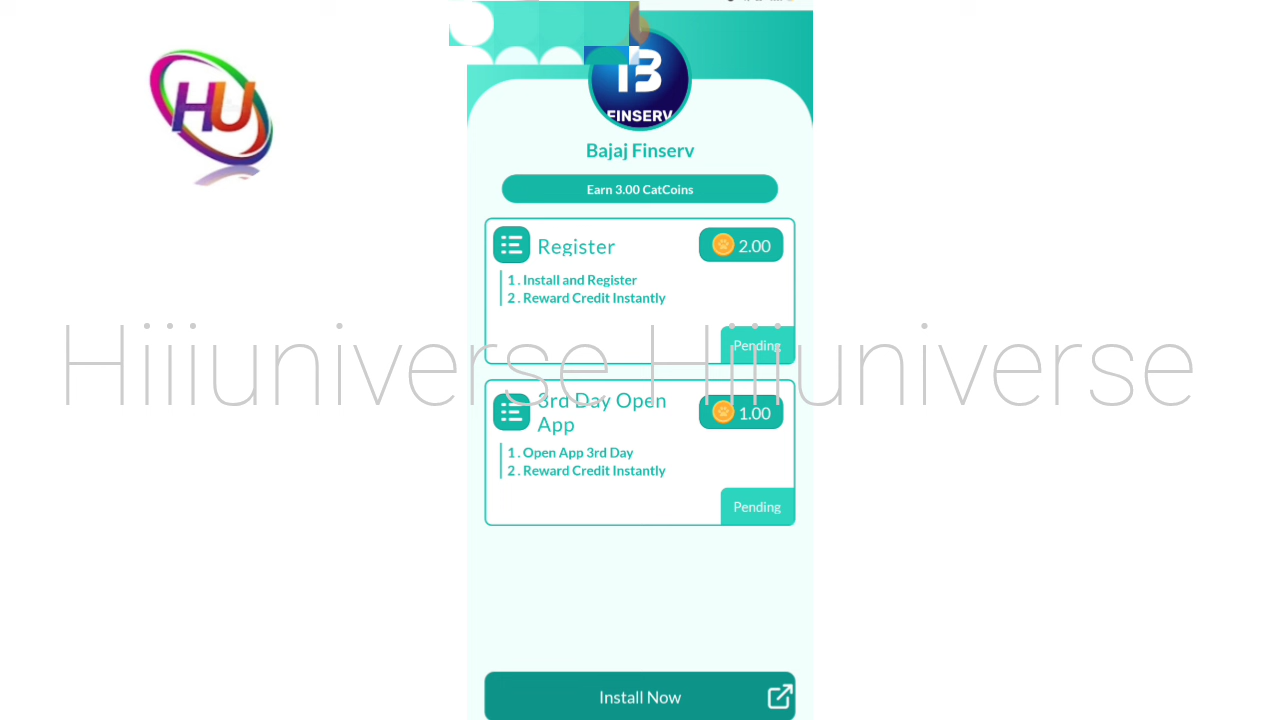 HU
B
FINSERV
Bajaj Finserv
Earn 3.00 CatCoins
Register
2.00
1 . Install and Register
2 . Reward Credit Instantly
Pending
Hiiiuniverse Hiiiuniverse
3rd Day Open
App
1.00
1 . Open App 3rd Day
2 . Reward Credit Instantly
Pending
Install Now